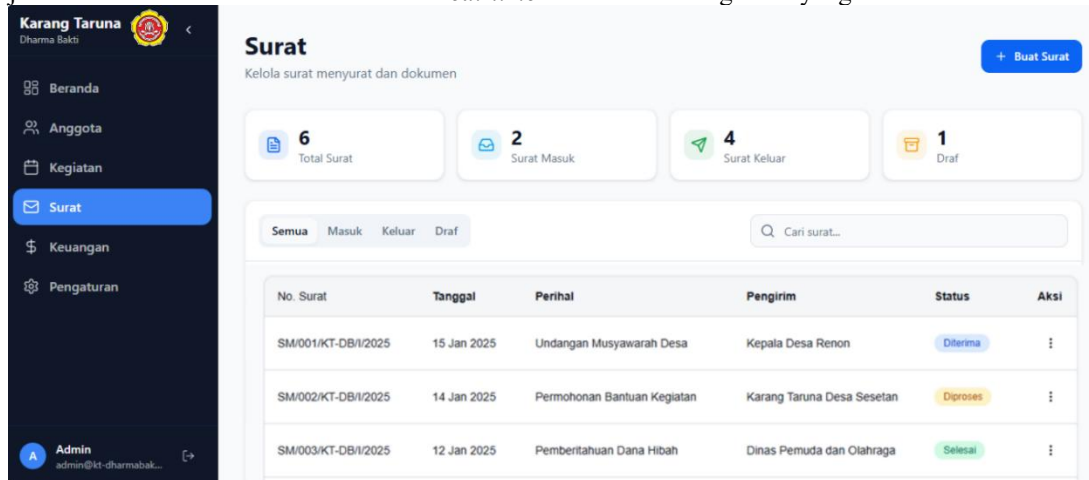 Karang Taruna
Dharma Bakti
Beranda
Anggota
Kegiatan
Surat
Keuangan
Pengaturan
A
Admin
admin@kt-dharmabak...
Surat
Kelola surat menyurat dan dokumen
+ Buat Surat
6
Total Surat
2
Surat Masuk
4
Surat Keluar
1
Draf
Semua Masuk Keluar Draf
Cari surat...
No. Surat Tanggal Perihal Pengirim Status Aksi
SM/001/KT-DB/I/2025 15 Jan 2025 Undangan Musyawarah Desa Kepala Desa Renon Diterima
SM/002/KT-DB/I/2025 14 Jan 2025 Permohonan Bantuan Kegiatan Karang Taruna Desa Sesetan Diproses
SM/003/KT-DB/I/2025 12 Jan 2025 Pemberitahuan Dana Hibah Dinas Pemuda dan Olahraga Selesai